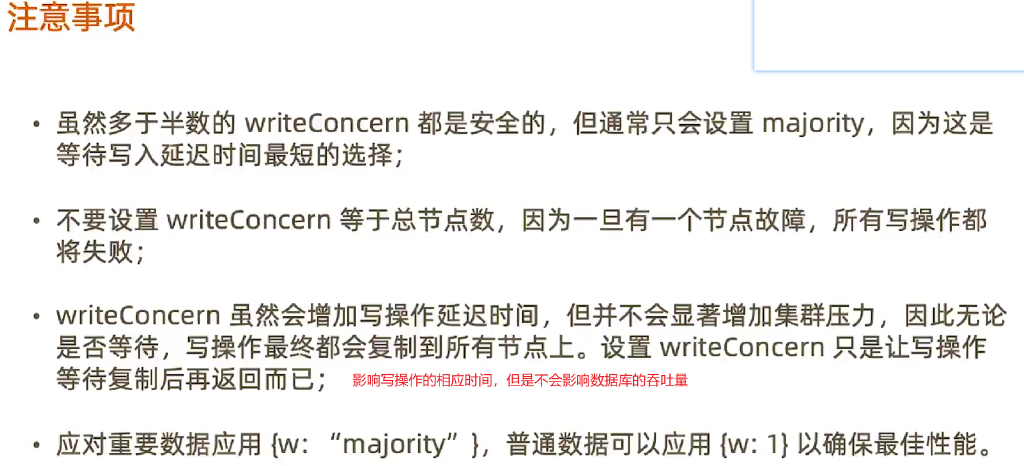 注意事项
• 虽然多于半数的 writeConcern 都是安全的，但通常只会设置 majority，因为这是
等待写入延迟时间最短的选择；
• 不要设置 writeConcern 等于总节点数，因为一旦有一个节点故障，所有写操作都
将失败；
• writeConcern 虽然会增加写操作延迟时间，但并不会显著增加集群压力，因此无论
是否等待，写操作最终都会复制到所有节点上。设置 writeConcern 只是让写操作
等待复制后再返回而已； 影响写操作的相应时间，但是不会影响数据库的吞吐量
• 应对重要数据应用 {w: “majority” }，普通数据可以应用 {w: 1} 以确保最佳性能。